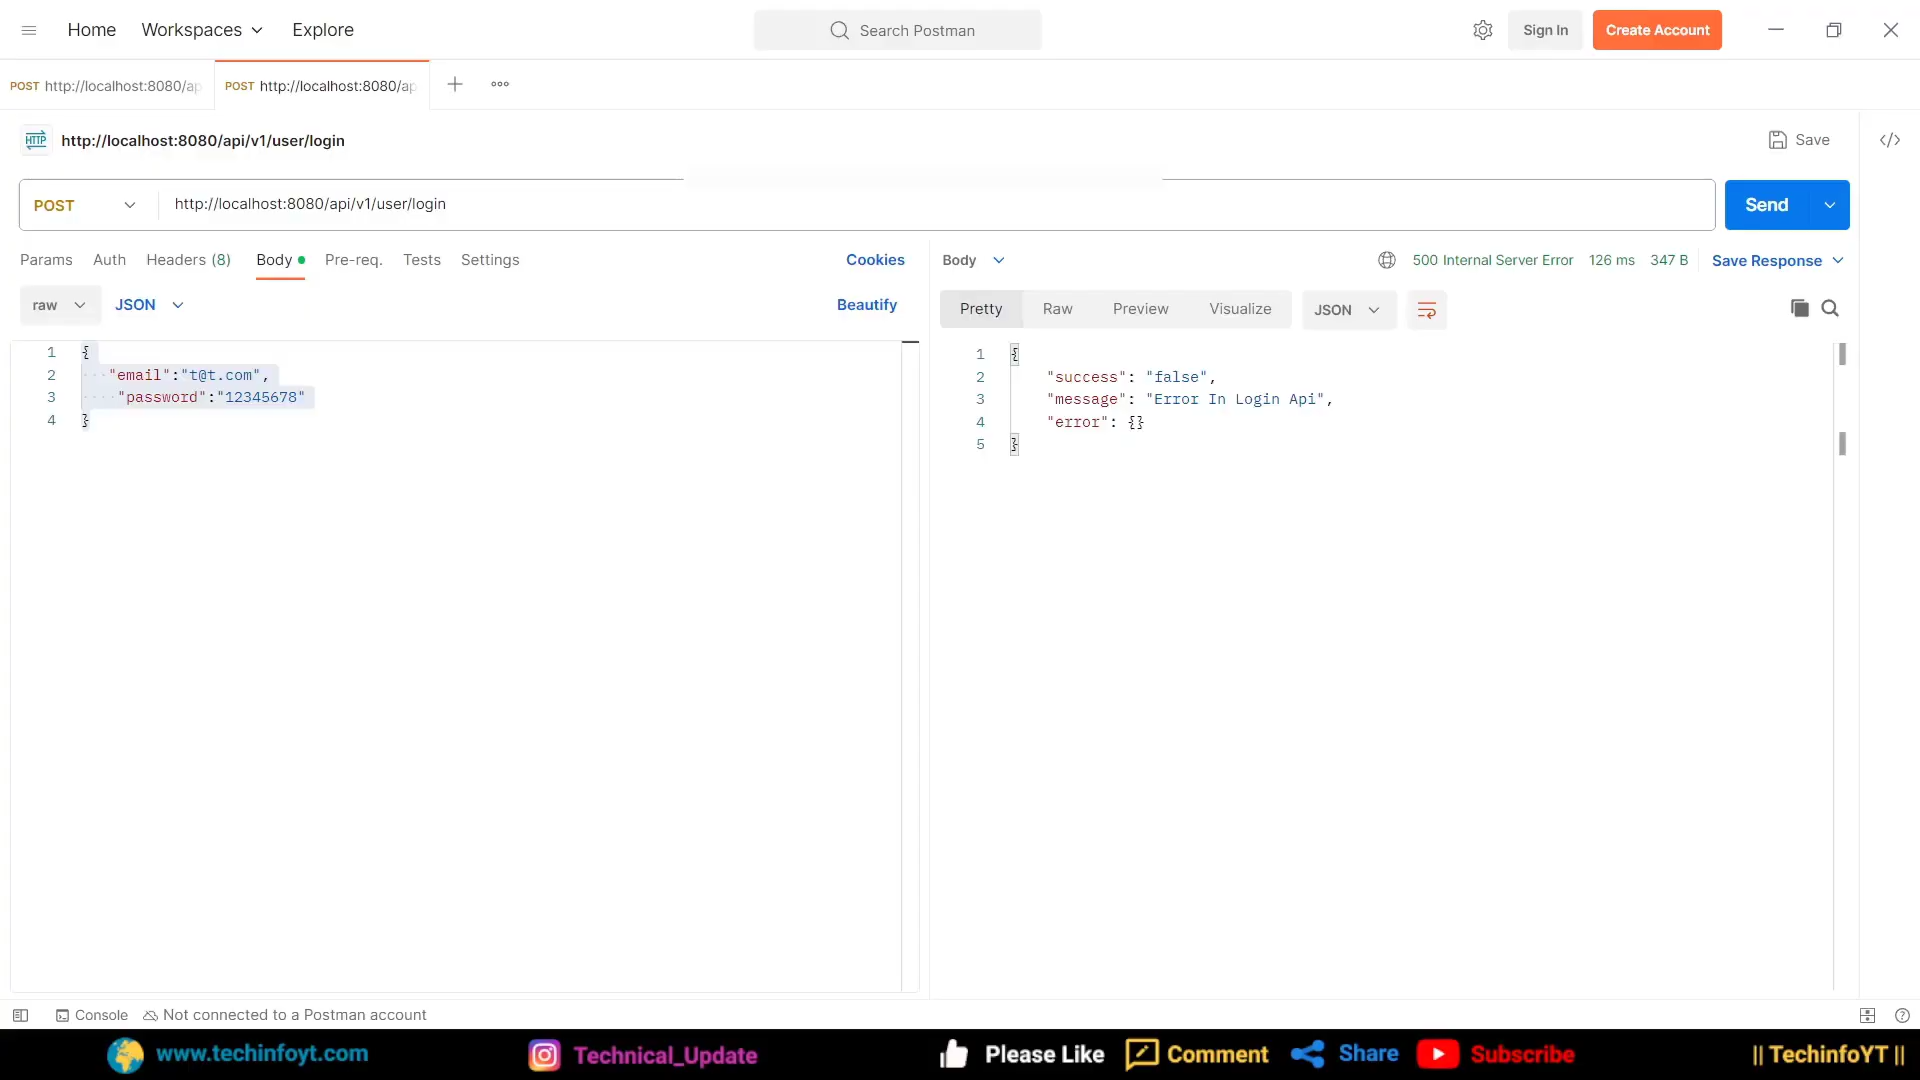 Home Workspaces Explore Search Postman Sign In Create Account
POST http://localhost:8080/ap POST http://localhost:8080/ap
HTTP http://localhost:8080/api/v1/user/login Save </>
POST http://localhost:8080/api/v1/user/login Send
Params Auth Headers (8) Body Pre-req. Tests Settings Cookies
raw JSON Beautify
1 {
2 "email":"t@t.com",
3 "password":"12345678"
4 }
Body 500 Internal Server Error 126 ms 347 B Save Response
Pretty Raw Preview Visualize JSON
1 {
2 "success": "false",
3 "message": "Error In Login Api",
4 "error": {}
5 }
Console Not connected to a Postman account
www.techinfoyt.com Technical_Update Please Like Comment Share Subscribe || TechinfoYT ||